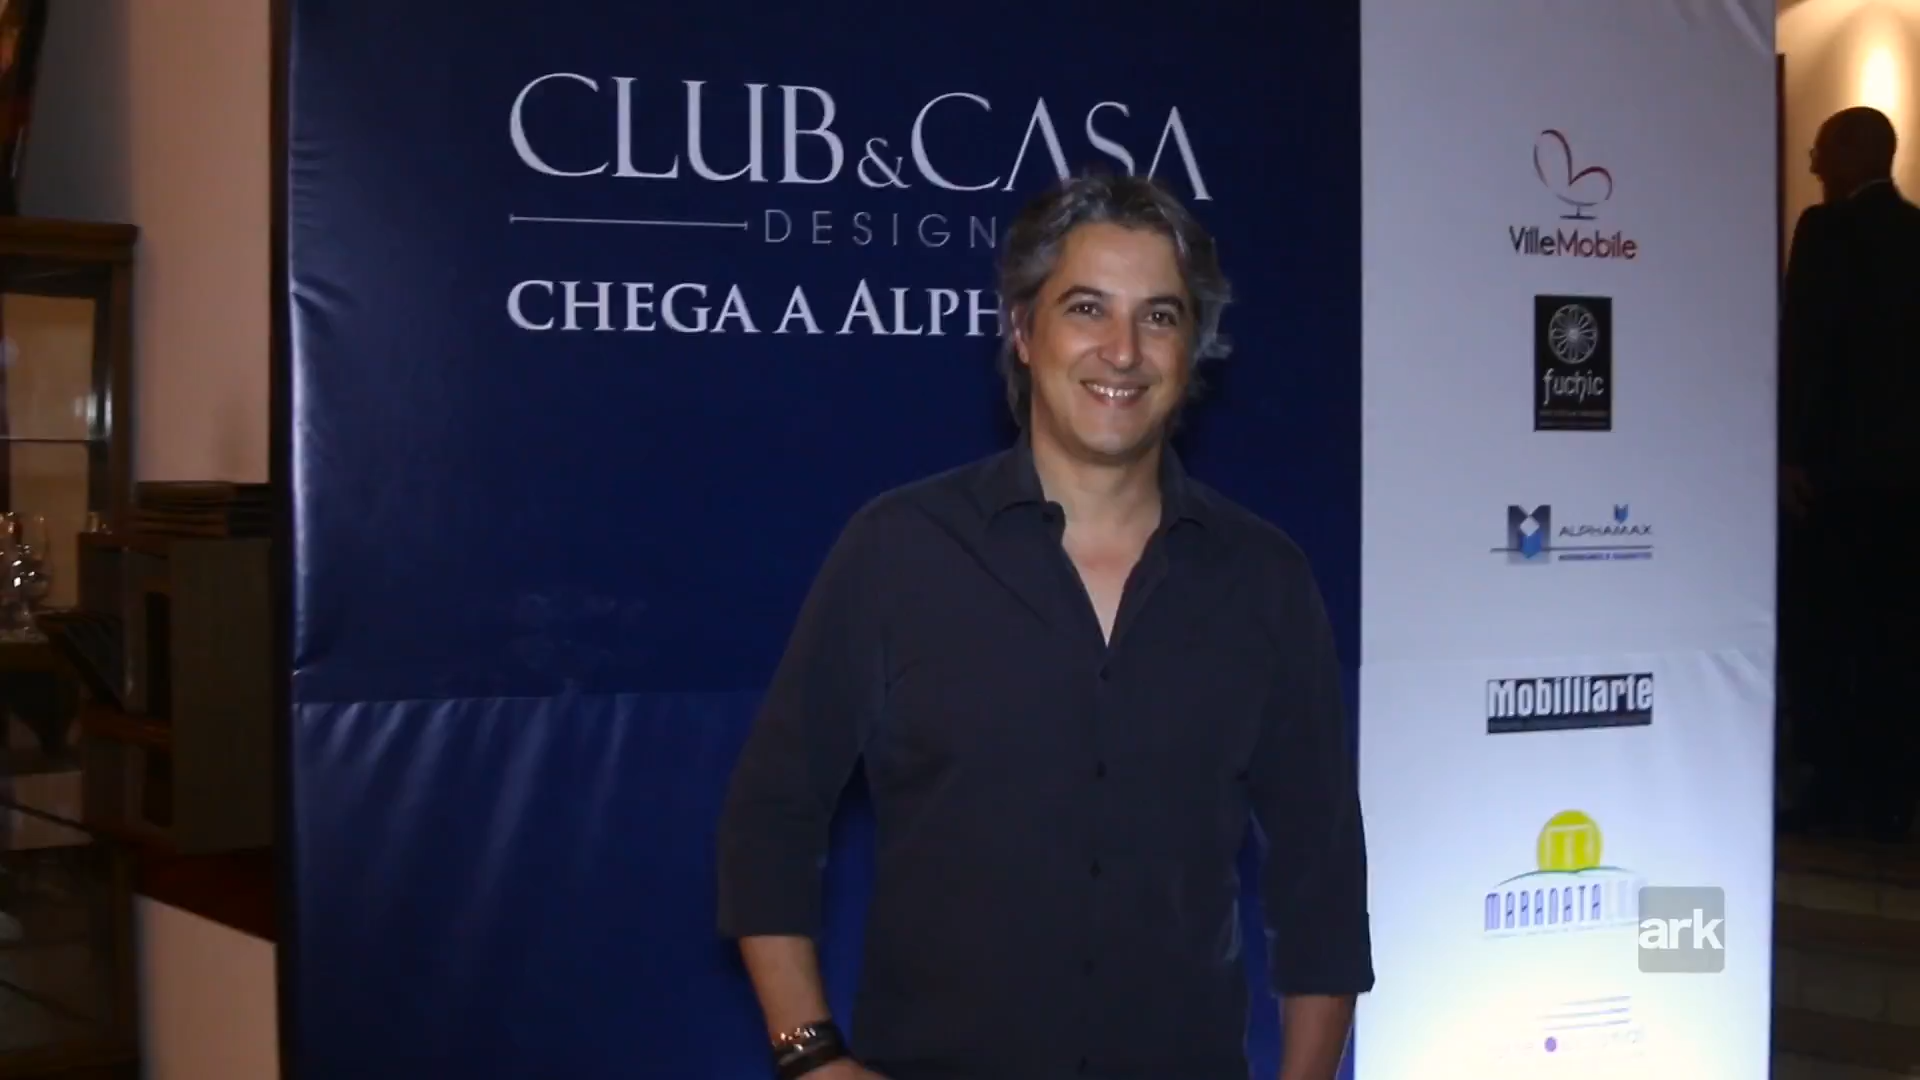 CLUB&CASA
DESIGN
CHEGA A ALPH
VilleMobile
fuchic
ALPHAMAX
Mobilliarte
MARANATA
ark